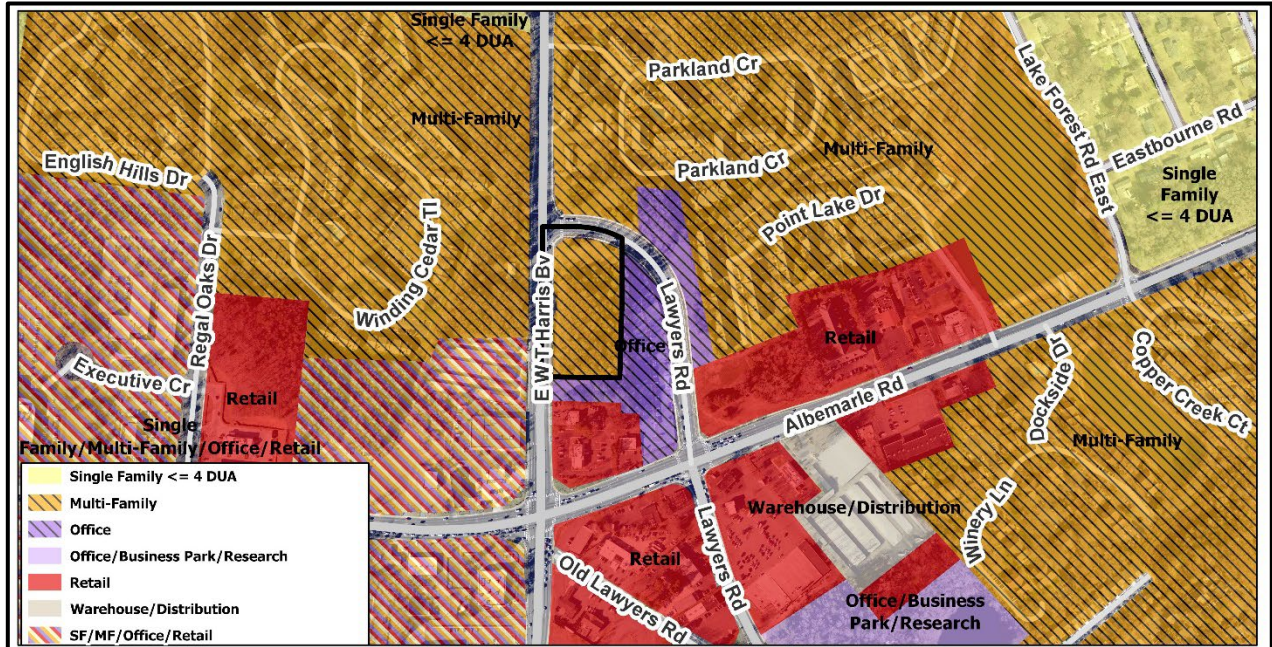 Single Family
<= 4 DUA
Parkland Cr
Multi-Family
Lake Forest Rd East
Eastbourne Rd
English Hills Dr
Parkland Cr
Multi-Family
Single
Family
<= 4 DUA
Point Lake Dr
Winding Cedar Tl
Regal Oaks Dr
E W.T Harris Bv
Lawyers Rd
Office
Retail
Executive Cr
Retail
Albemarle Rd
Dockside Dr
Copper Creek Ct
Single
Family/Multi-Family/Office/Retail
Multi-Family
Single Family <= 4 DUA
Multi-Family
Office
Office/Business Park/Research
Retail
Warehouse/Distribution
SF/MF/Office/Retail
Warehouse/Distribution
Winery Ln
Lawyers Rd
Retail
Old Lawyers Rd
Office/Business
Park/Research